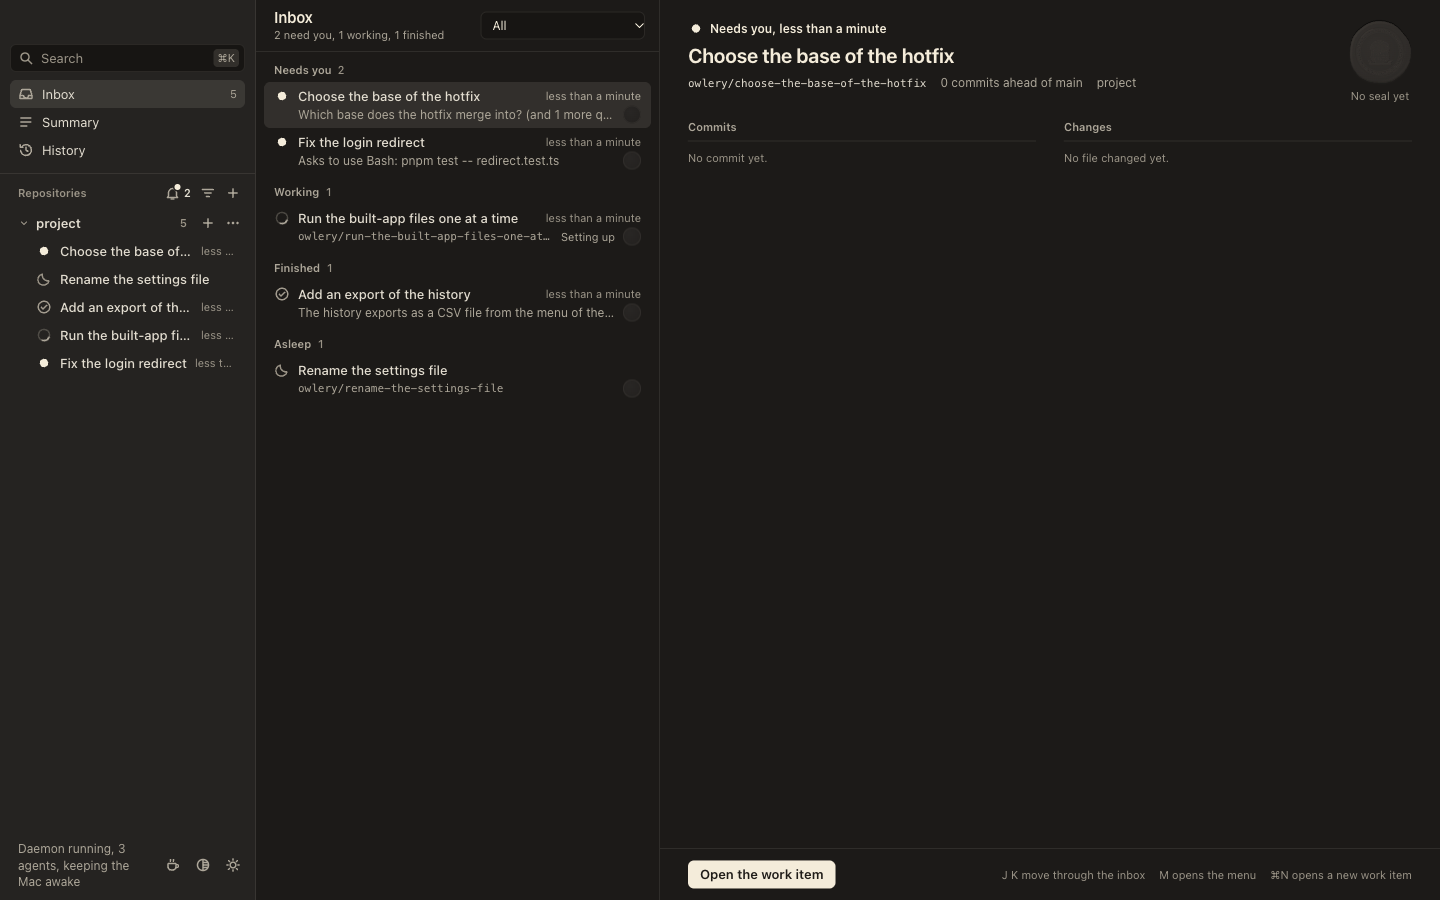 Search ⌘K
Inbox 5
Summary
History
Repositories 2
project 5
Choose the base of... less ...
Rename the settings file
Add an export of th... less ...
Run the built-app fi... less ...
Fix the login redirect less t...
Daemon running, 3
agents, keeping the
Mac awake
Inbox
2 need you, 1 working, 1 finished
All
Needs you 2
Choose the base of the hotfix less than a minute
Which base does the hotfix merge into? (and 1 more q...
Fix the login redirect less than a minute
Asks to use Bash: pnpm test -- redirect.test.ts
Working 1
Run the built-app files one at a time less than a minute
owlery/run-the-built-app-files-one-at... Setting up
Finished 1
Add an export of the history less than a minute
The history exports as a CSV file from the menu of the...
Asleep 1
Rename the settings file
owlery/rename-the-settings-file
Needs you, less than a minute
Choose the base of the hotfix
owlery/choose-the-base-of-the-hotfix 0 commits ahead of main project
No seal yet
Commits
No commit yet.
Changes
No file changed yet.
Open the work item
J K move through the inbox M opens the menu ⌘N opens a new work item